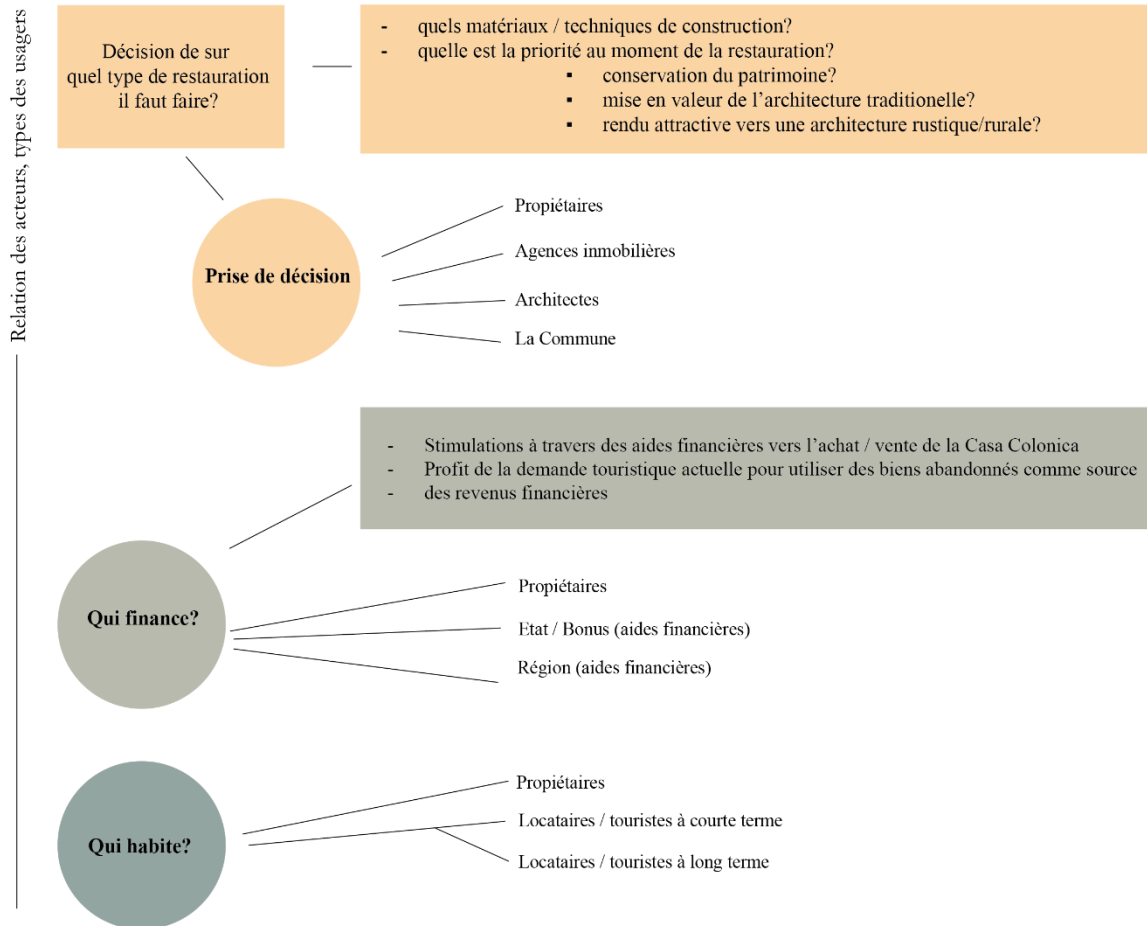 Relation des acteurs, types des usagers
Décision de sur
quel type de restauration
il faut faire?
- quels matériaux / techniques de construction?
- quelle est la priorité au moment de la restauration?
▪ conservation du patrimoine?
▪ mise en valeur de l’architecture traditionelle?
▪ rendu attractive vers une architecture rustique/rurale?
Prise de décision
Propiétaires
Agences inmobilières
Architectes
La Commune
- Stimulations à travers des aides financières vers l’achat / vente de la Casa Colonica
- Profit de la demande touristique actuelle pour utiliser des biens abandonnés comme source
- des revenus financières
Qui finance?
Propiétaires
Etat / Bonus (aides financières)
Région (aides financières)
Qui habite?
Propiétaires
Locataires / touristes à courte terme
Locataires / touristes à long terme